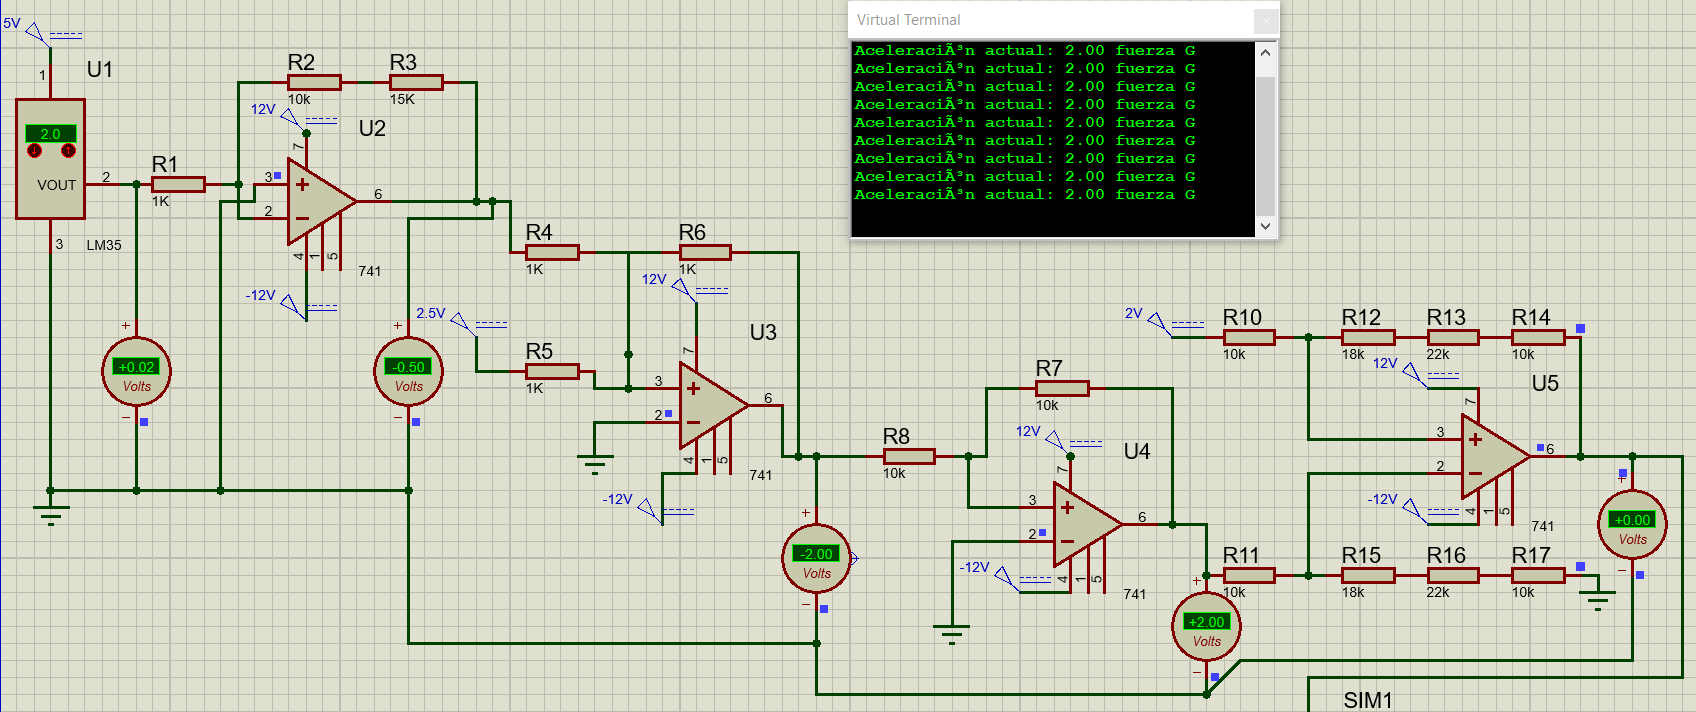 Virtual Terminal
AceleraciÃ³n actual: 2.00 fuerza G
AceleraciÃ³n actual: 2.00 fuerza G
AceleraciÃ³n actual: 2.00 fuerza G
AceleraciÃ³n actual: 2.00 fuerza G
AceleraciÃ³n actual: 2.00 fuerza G
AceleraciÃ³n actual: 2.00 fuerza G
AceleraciÃ³n actual: 2.00 fuerza G
AceleraciÃ³n actual: 2.00 fuerza G
AceleraciÃ³n actual: 2.00 fuerza G
5V
1
U1
2.0
VOUT
2
3
LM35
R1
1K
R2
10k
R3
15K
12V
U2
7
3
2
6
4
1
5
741
-12V
+
+0.02
Volts
−
+
-0.50
Volts
−
R4
1K
2.5V
R5
1K
R6
1K
12V
U3
7
3
2
6
4
1
5
741
-12V
+
-2.00
Volts
−
R8
10k
R7
10k
12V
U4
7
3
2
6
4
1
5
741
-12V
+
+2.00
Volts
−
2V
R10
10k
R12
18k
R13
22k
R14
10k
12V
U5
7
3
2
6
4
1
5
741
-12V
R11
10k
R15
18k
R16
22k
R17
10k
+
+0.00
Volts
−
SIM1